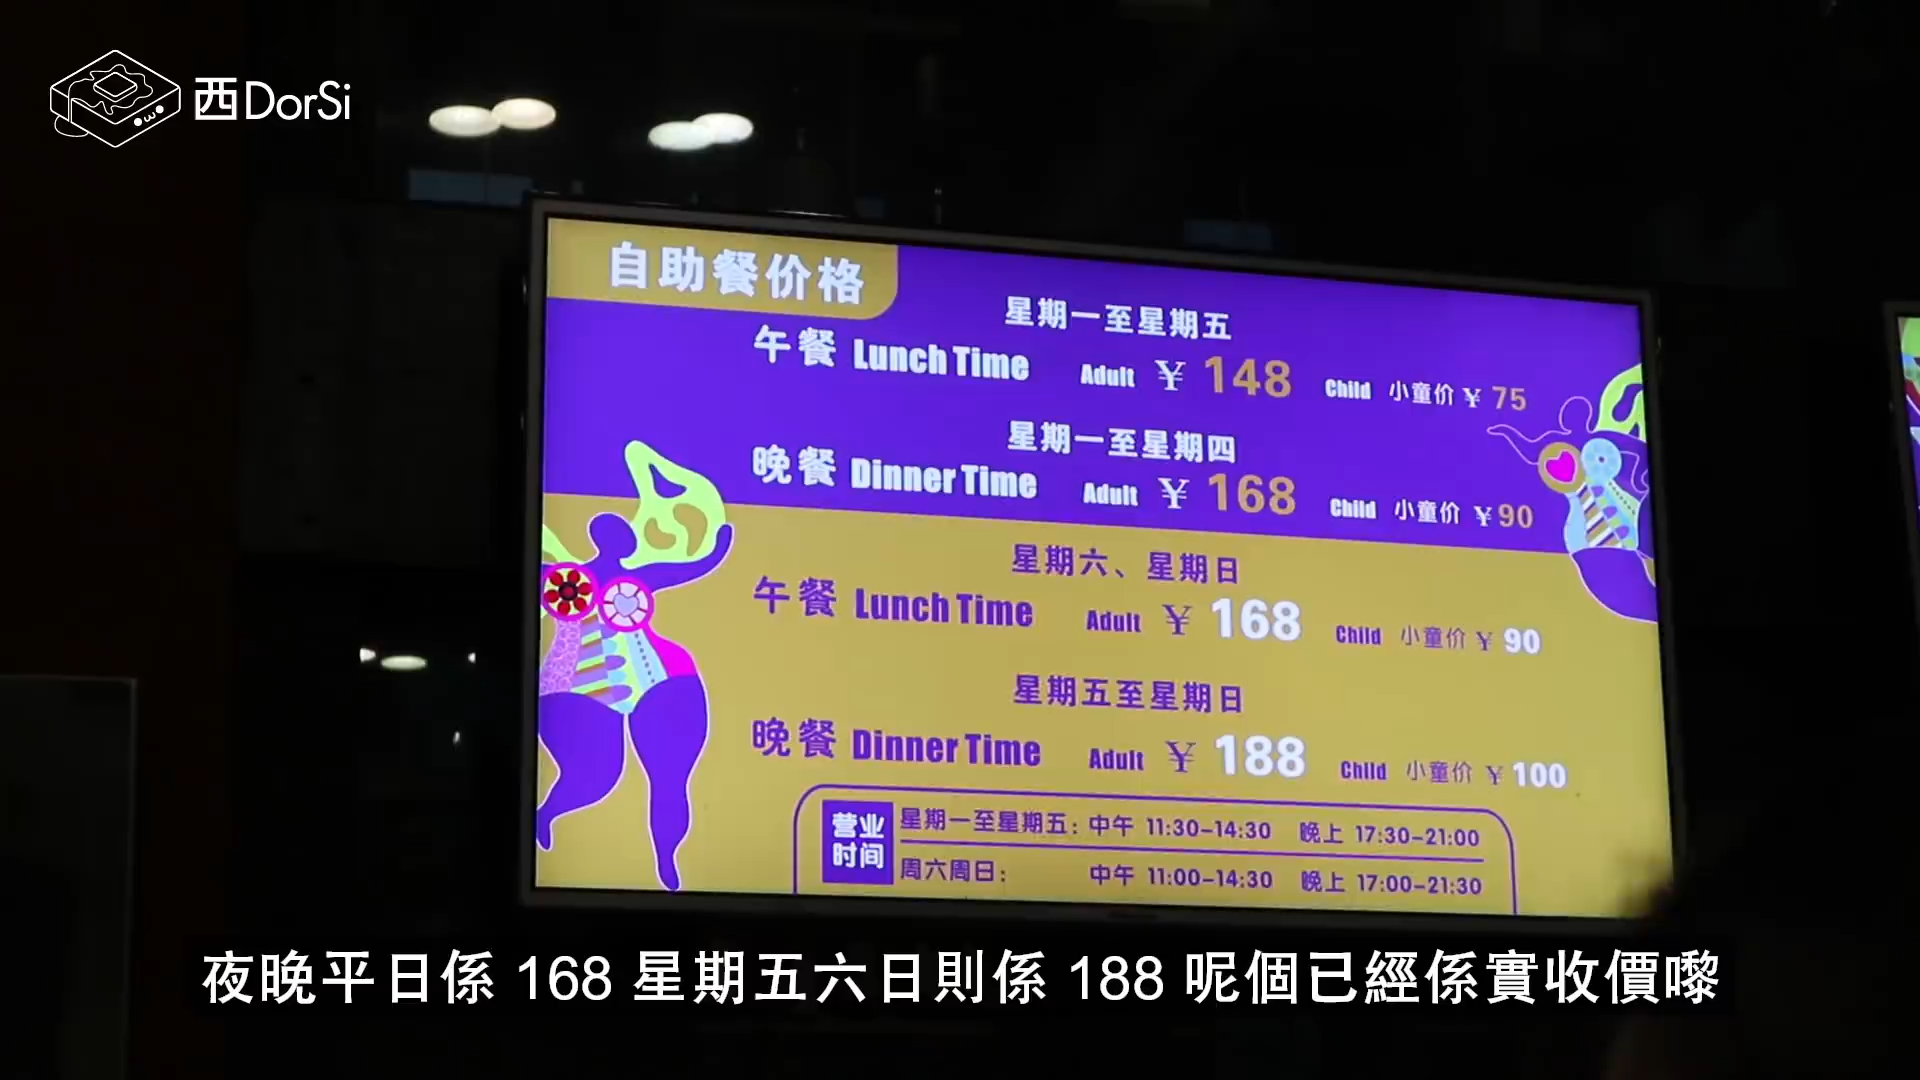 西DorSi
自助餐价格
星期一至星期五
午餐 Lunch Time Adult ¥ 148 Child 小童价 ¥ 75
星期一至星期四
晚餐 Dinner Time Adult ¥ 168 Child 小童价 ¥ 90
星期六、星期日
午餐 Lunch Time Adult ¥ 168 Child 小童价 ¥ 90
星期五至星期日
晚餐 Dinner Time Adult ¥ 188 Child 小童价 ¥ 100
营业时间
星期一至星期五: 中午 11:30-14:30 晚上 17:30-21:00
周六周日: 中午 11:00-14:30 晚上 17:00-21:30
夜晚平日係 168 星期五六日則係 188 呢個已經係實收價嚟